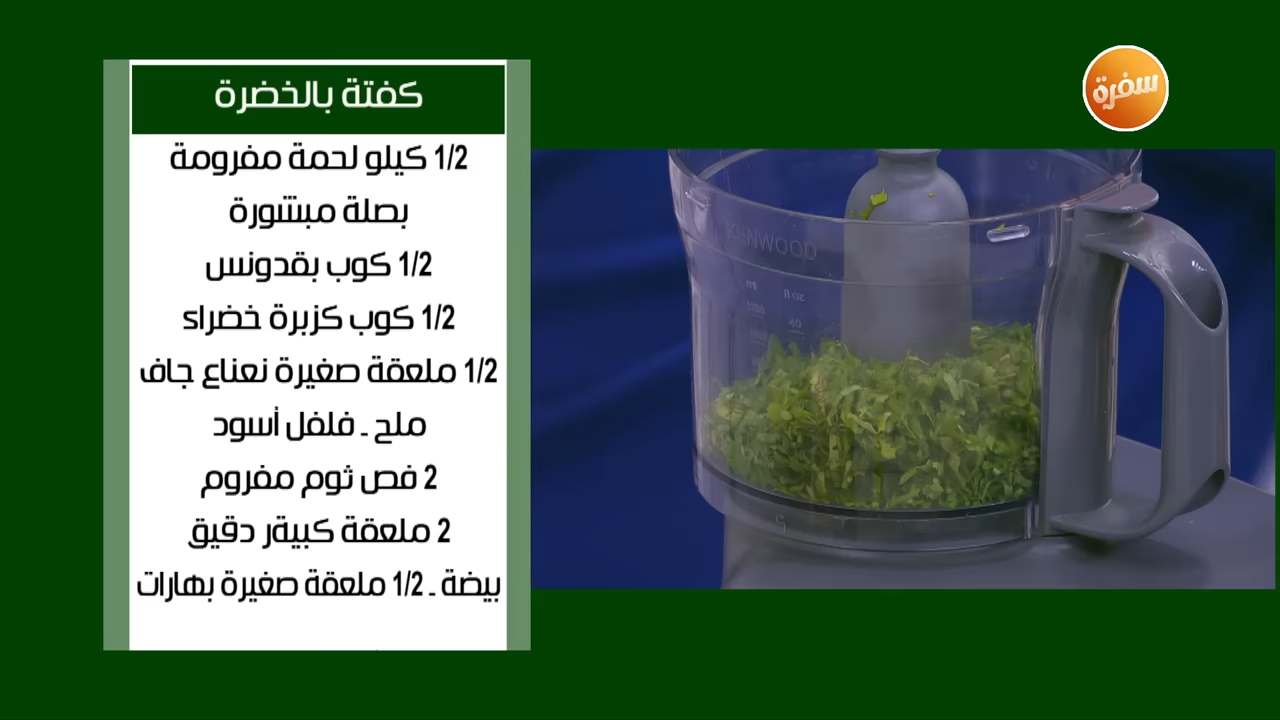 كفتة بالخضرة
1/2 كيلو لحمة مفرومة
بصلة مبشورة
1/2 كوب بقدونس
1/2 كوب كزبرة خضراء
1/2 ملعقة صغيرة نعناع جاف
ملح - فلفل أسود
2 فص ثوم مفروم
2 ملعقة كبيةر دقيق
بيضة - 1/2 ملعقة صغيرة بهارات
سفرة
KENWOOD